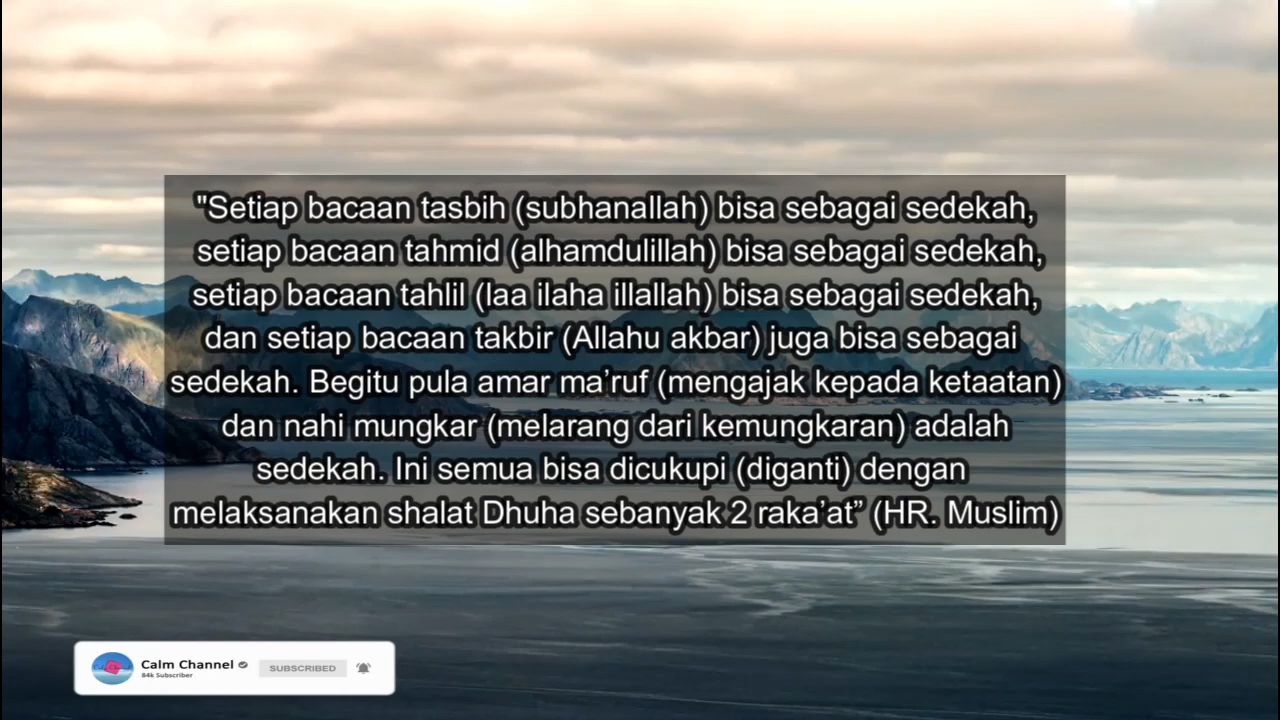 "Setiap bacaan tasbih (subhanallah) bisa sebagai sedekah,
setiap bacaan tahmid (alhamdulillah) bisa sebagai sedekah,
setiap bacaan tahlil (laa ilaha illallah) bisa sebagai sedekah,
dan setiap bacaan takbir (Allahu akbar) juga bisa sebagai
sedekah. Begitu pula amar ma’ruf (mengajak kepada ketaatan)
dan nahi mungkar (melarang dari kemungkaran) adalah
sedekah. Ini semua bisa dicukupi (diganti) dengan
melaksanakan shalat Dhuha sebanyak 2 raka’at” (HR. Muslim)
Calm Channel
84k Subscriber
SUBSCRIBED